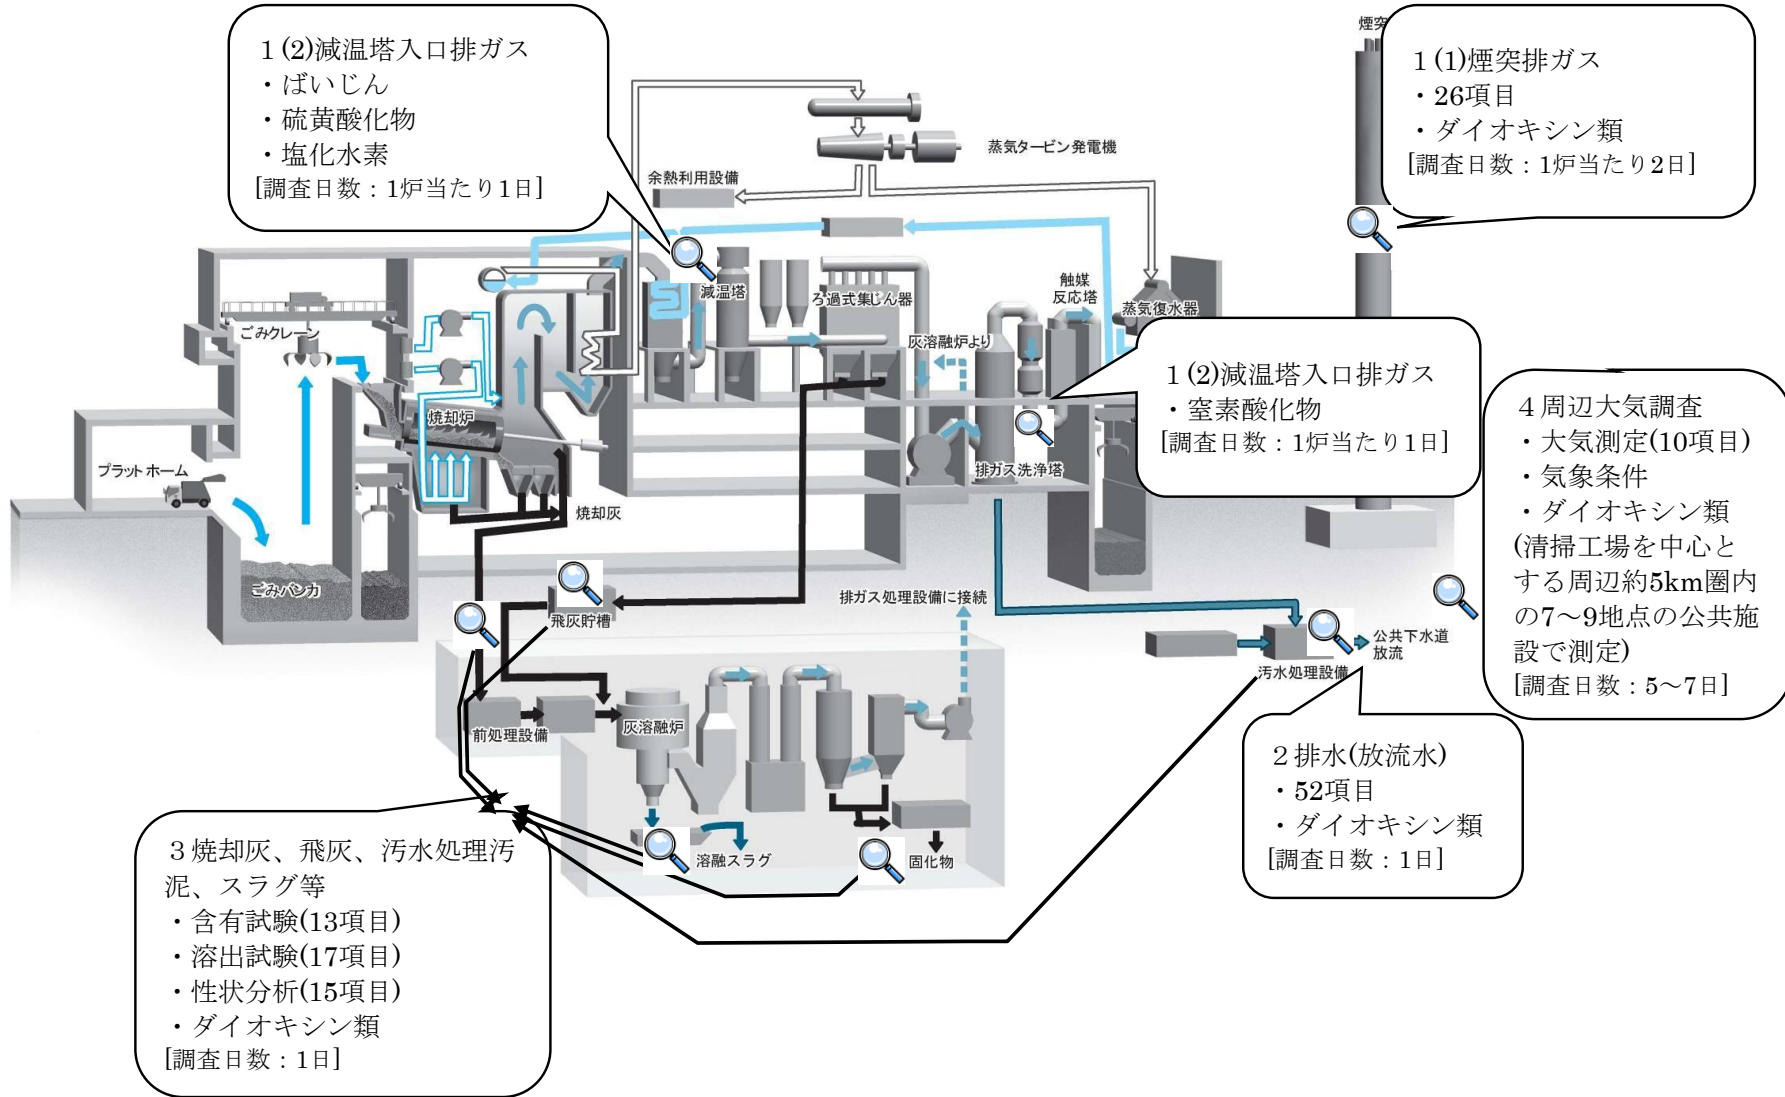 1(2)減温塔入口排ガス
・ばいじん
・硫黄酸化物
・塩化水素
[調査日数：1炉当たり1日]
煙突
1(1)煙突排ガス
・26項目
・ダイオキシン類
[調査日数：1炉当たり2日]
蒸気タービン発電機
余熱利用設備
減温塔
ろ過式集じん器
触媒
反応塔
蒸気復水器
ごみクレーン
灰溶融炉より
焼却炉
1(2)減温塔入口排ガス
・窒素酸化物
[調査日数：1炉当たり1日]
プラットホーム
排ガス洗浄塔
焼却灰
ごみバンカ
飛灰貯槽
排ガス処理設備に接続
4周辺大気調査
・大気測定(10項目)
・気象条件
・ダイオキシン類
(清掃工場を中心と
する周辺約5km圏内
の7～9地点の公共施
設で測定)
[調査日数：5～7日]
公共下水道
放流
汚水処理設備
前処理設備
灰溶融炉
溶融スラグ
固化物
2排水(放流水)
・52項目
・ダイオキシン類
[調査日数：1日]
3焼却灰、飛灰、汚水処理汚
泥、スラグ等
・含有試験(13項目)
・溶出試験(17項目)
・性状分析(15項目)
・ダイオキシン類
[調査日数：1日]